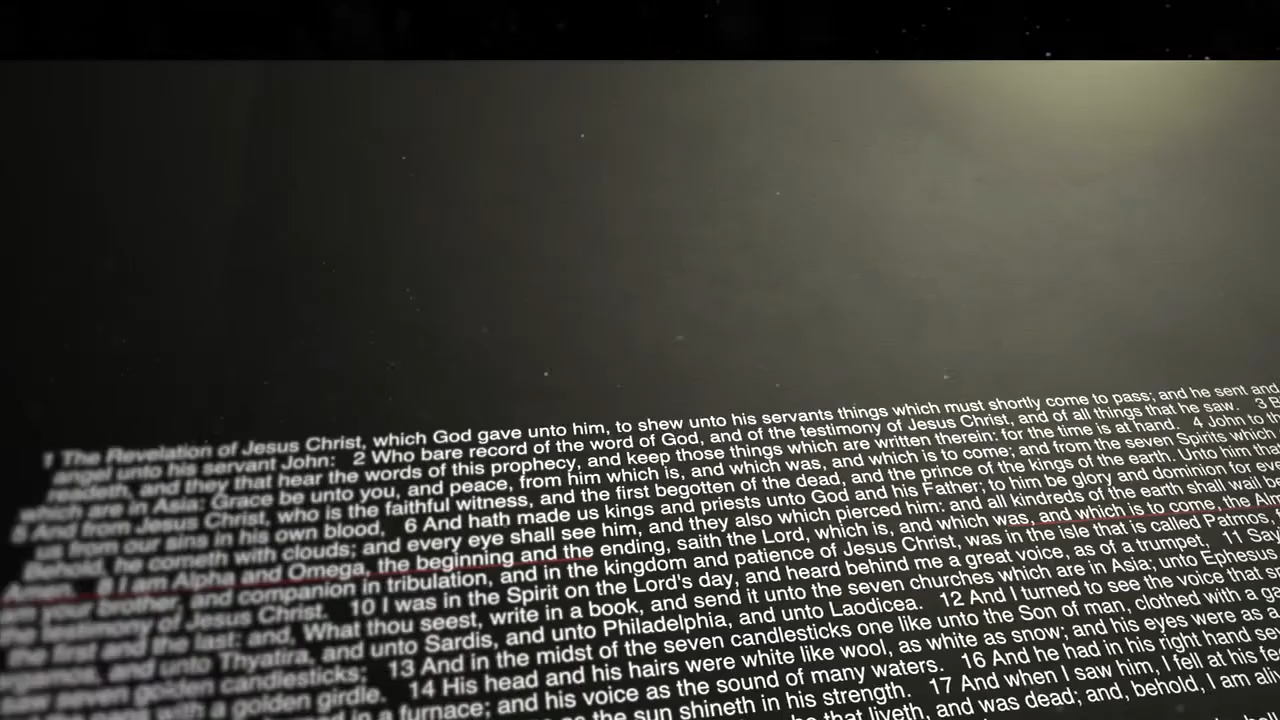 1 The Revelation of Jesus Christ, which God gave unto him, to shew unto his servants things which must shortly come to pass; and he sent and
angel unto his servant John: 2 Who bare record of the word of God, and of the testimony of Jesus Christ, and of all things that he saw. 3
readeth, and they that hear the words of this prophecy, and keep those things which are written therein: for the time is at hand. 4 John to
which are in Asia: Grace be unto you, and peace, from him which is, and which was, and which is to come; and from the seven Spirits which
5 And from Jesus Christ, who is the faithful witness, and the first begotten of the dead, and the prince of the kings of the earth. Unto him
us from our sins in his own blood, 6 And hath made us kings and priests unto God and his Father; to him be glory and dominion for
Behold, he cometh with clouds; and every eye shall see him, and they also which pierced him: and all kindreds of the earth shall wail
Amen. 8 I am Alpha and Omega, the beginning and the ending, saith the Lord, which is, and which was, and which is to come, the
your brother, and companion in tribulation, and in the kingdom and patience of Jesus Christ, was in the isle that is called Patmos,
testimony of Jesus Christ. 10 I was in the Spirit on the Lord's day, and heard behind me a great voice, as of a trumpet, 11
the first and the last: and, What thou seest, write in a book, and send it unto the seven churches which are in Asia; unto Ephesus
and unto Thyatira, and unto Sardis, and unto Philadelphia, and unto Laodicea. 12 And I turned to see the voice that
seven golden candlesticks; 13 And in the midst of the seven candlesticks one like unto the Son of man, clothed with a
with a golden girdle. 14 His head and his hairs were white like wool, as white as snow; and his eyes were as a
in a furnace; and his voice as the sound of many waters. 16 And he had in his right hand
as the sun shineth in his strength. 17 And when I saw him, I fell at his
he that liveth, and was dead; and, behold, I am